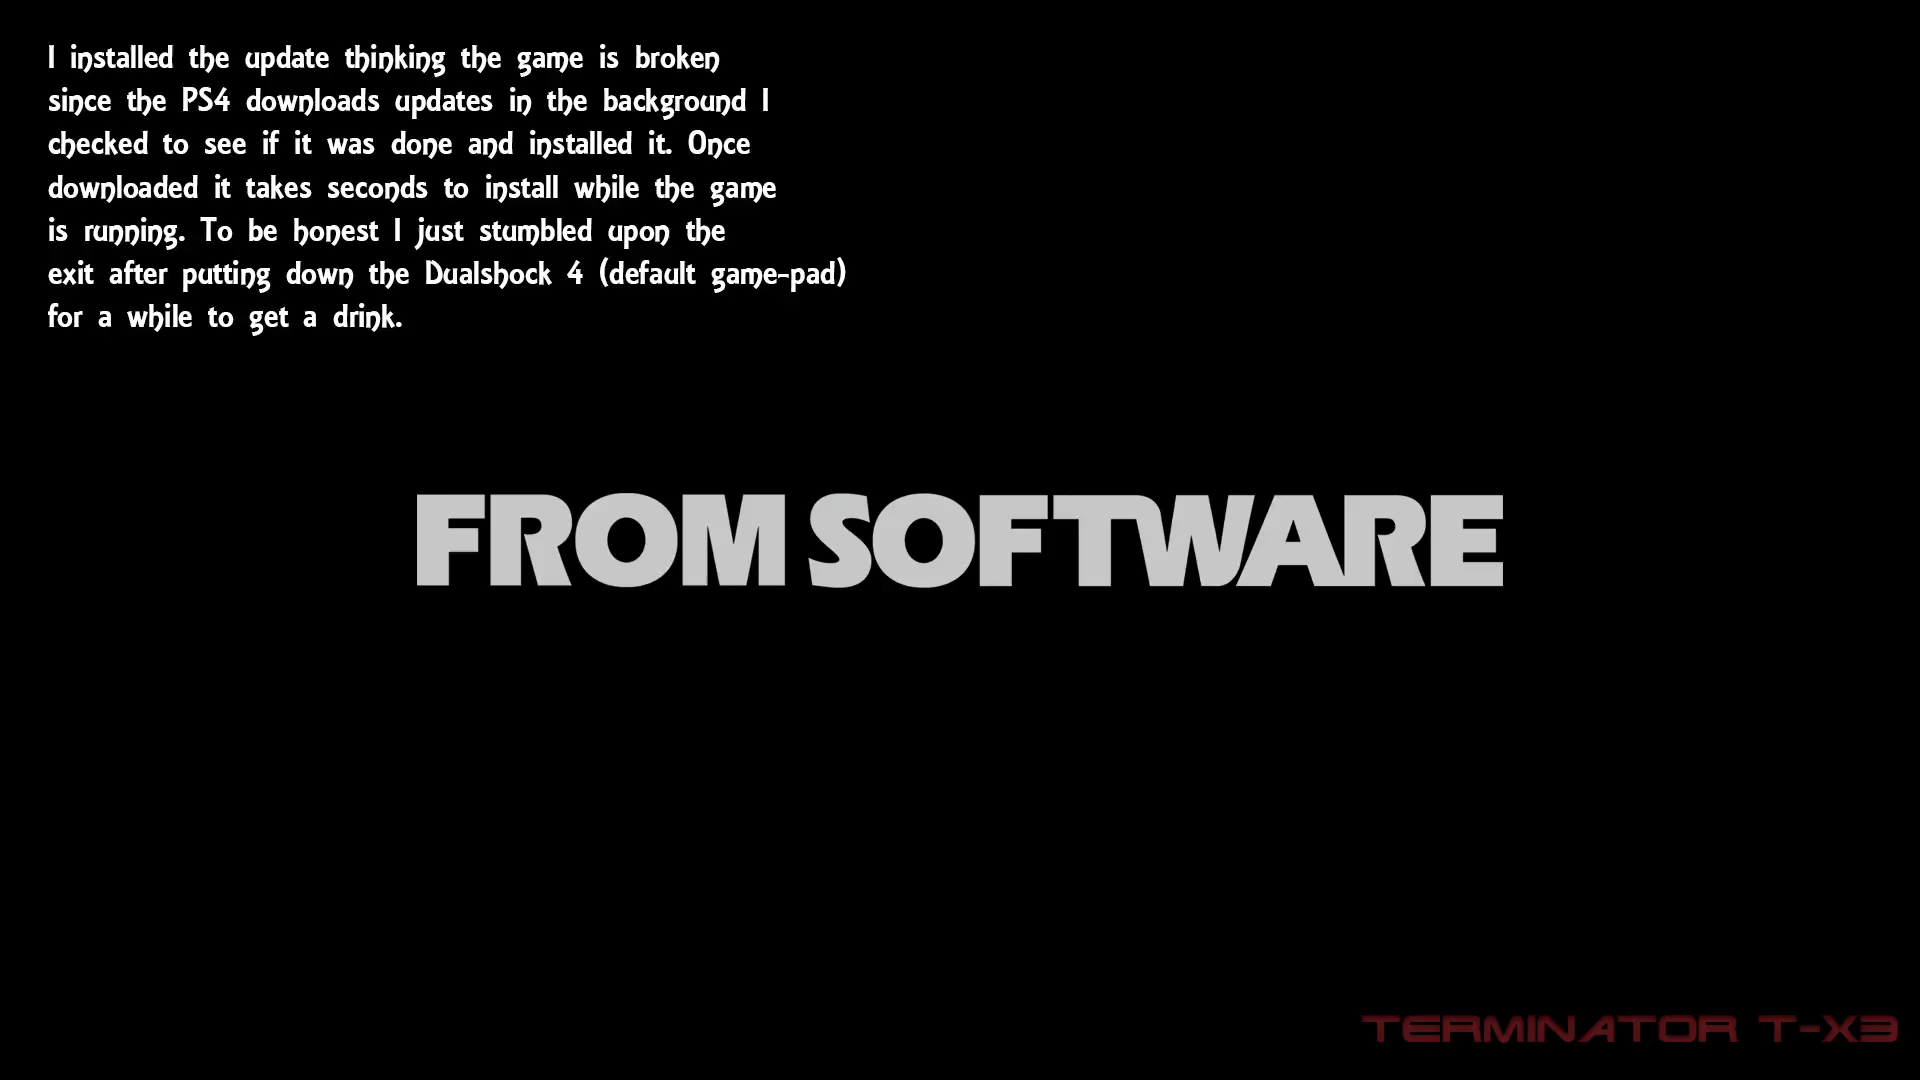 I installed the update thinking the game is broken
since the PS4 downloads updates in the background I
checked to see if it was done and installed it. Once
downloaded it takes seconds to install while the game
is running. To be honest I just stumbled upon the
exit after putting down the Dualshock 4 (default game-pad)
for a while to get a drink.
FROM SOFTWARE
TERMINATOR T-X3